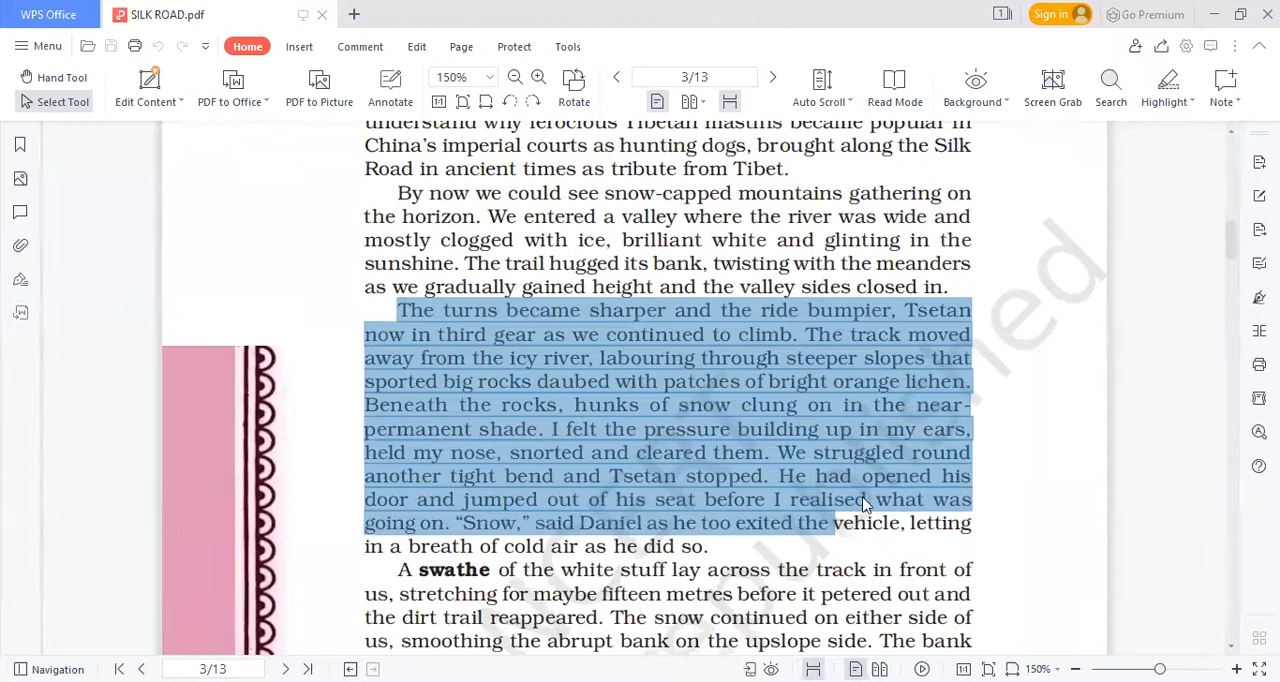 WPS Office
SILK ROAD.pdf
1
Sign in
Go Premium
Menu
Home
Insert
Comment
Edit
Page
Protect
Tools
Hand Tool
Select Tool
Edit Content
PDF to Office
PDF to Picture
Annotate
150%
Rotate
3/13
Auto Scroll
Read Mode
Background
Screen Grab
Search
Highlight
Note
understand why ferocious Tibetan mastiffs became popular in
China's imperial courts as hunting dogs, brought along the Silk
Road in ancient times as tribute from Tibet.
By now we could see snow-capped mountains gathering on
the horizon. We entered a valley where the river was wide and
mostly clogged with ice, brilliant white and glinting in the
sunshine. The trail hugged its bank, twisting with the meanders
as we gradually gained height and the valley sides closed in.
The turns became sharper and the ride bumpier, Tsetan
now in third gear as we continued to climb. The track moved
away from the icy river, labouring through steeper slopes that
sported big rocks daubed with patches of bright orange lichen.
Beneath the rocks, hunks of snow clung on in the near-
permanent shade. I felt the pressure building up in my ears,
held my nose, snorted and cleared them. We struggled round
another tight bend and Tsetan stopped. He had opened his
door and jumped out of his seat before I realised what was
going on. “Snow,” said Daniel as he too exited the vehicle, letting
in a breath of cold air as he did so.
A swathe of the white stuff lay across the track in front of
us, stretching for maybe fifteen metres before it petered out and
the dirt trail reappeared. The snow continued on either side of
us, smoothing the abrupt bank on the upslope side. The bank
Navigation
3/13
150%